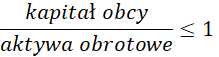 kapitał obcy
aktywa obrotowe ≤ 1